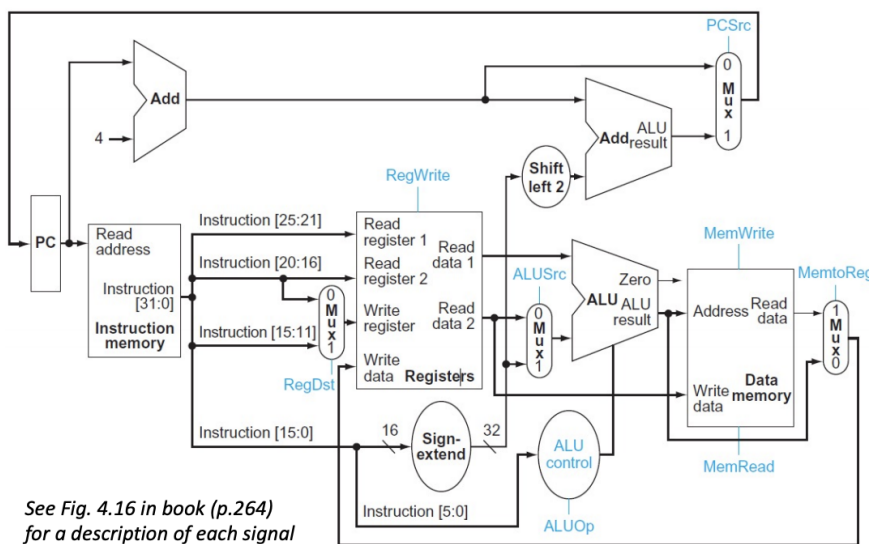 PCSrc
0
Mux
1
Add
4
Add
ALU
result
Shift
left 2
RegWrite
PC
Read
address
Instruction
[31:0]
Instruction
memory
Instruction [25:21]
Instruction [20:16]
Instruction [15:11]
0
Mux
1
RegDst
Read
register 1
Read
register 2
Write
register
Write
data
Read
data 1
Read
data 2
Registers
ALUSrc
0
Mux
1
Zero
ALU
ALU
result
MemWrite
Address
Read
data
Write
data
Data
memory
MemRead
MemtoReg
1
Mux
0
Instruction [15:0]
16
Sign-
extend
32
ALU
control
Instruction [5:0]
ALUOp
See Fig. 4.16 in book (p.264)
for a description of each signal